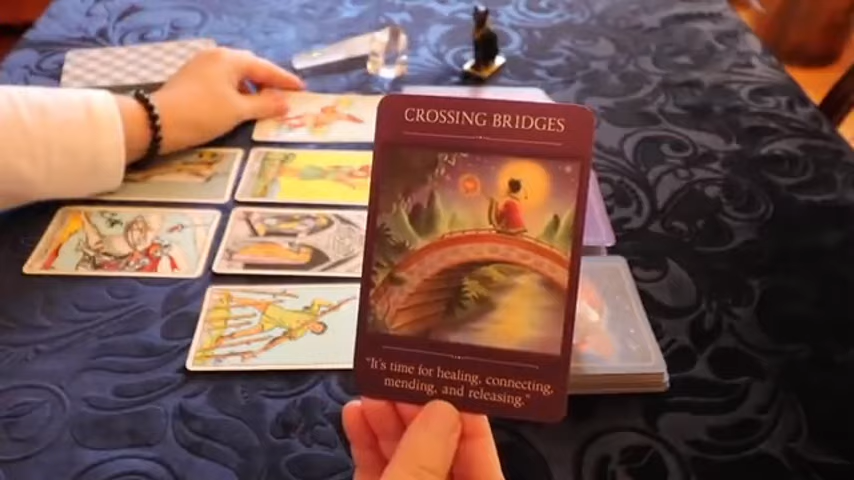 CROSSING BRIDGES
"It's time for healing, connecting,
mending, and releasing."